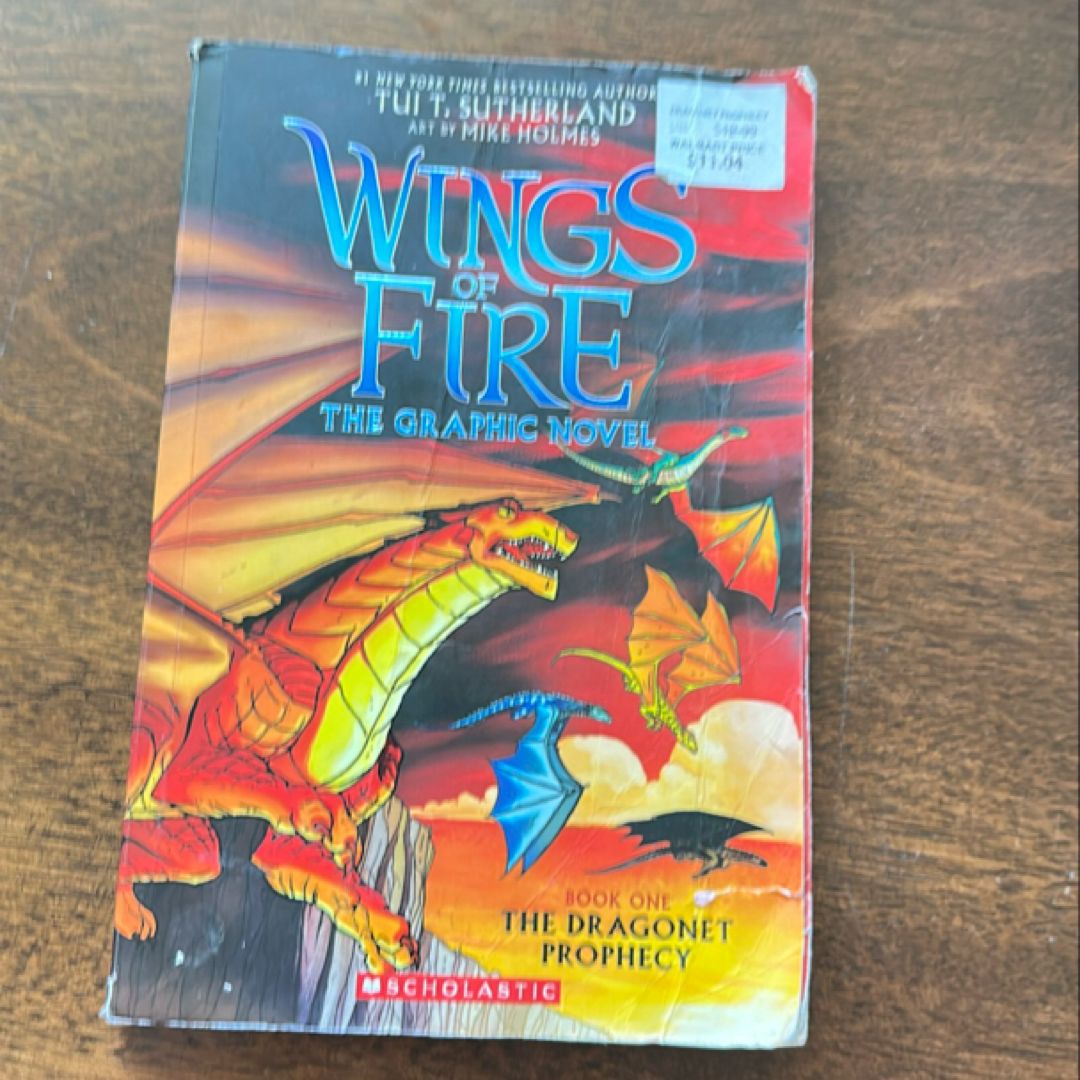 #1 NEW YORK TIMES BESTSELLING AUTHOR
TUI T. SUTHERLAND
ART BY MIKE HOLMES
WALMART PRICE
$11.04
WINGS
OF
FIRE
THE GRAPHIC NOVEL
BOOK ONE
THE DRAGONET
PROPHECY
SCHOLASTIC